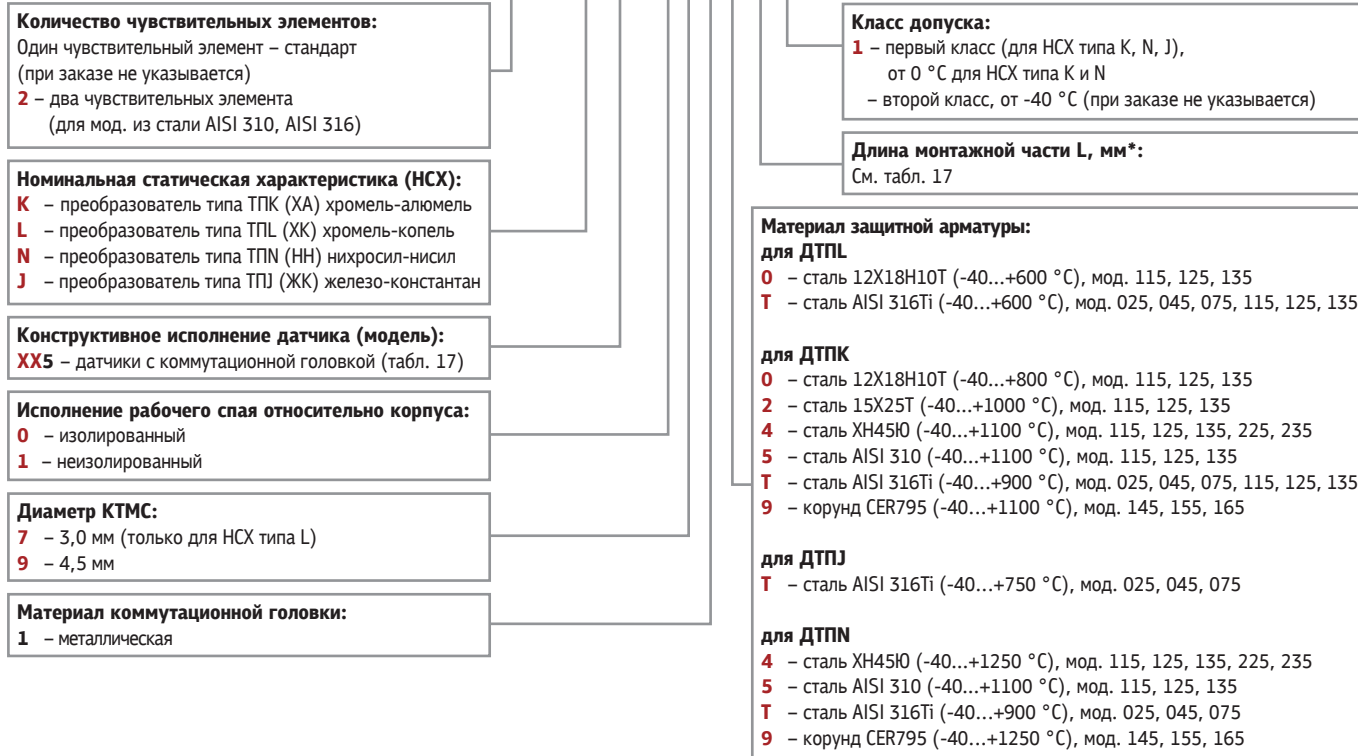 Количество чувствительных элементов:
Один чувствительный элемент – стандарт
(при заказе не указывается)
2 – два чувствительных элемента
(для мод. из стали AISI 310, AISI 316)
Номинальная статическая характеристика (НСХ):
K – преобразователь типа ТПК (ХА) хромель-алюмель
L – преобразователь типа ТПL (ХК) хромель-копель
N – преобразователь типа ТПN (НН) нихросил-нисил
J – преобразователь типа ТПJ (ЖК) железо-константан
Конструктивное исполнение датчика (модель):
XX5 – датчики с коммутационной головкой (табл. 17)
Исполнение рабочего спая относительно корпуса:
0 – изолированный
1 – неизолированный
Диаметр КТМС:
7 – 3,0 мм (только для НСХ типа L)
9 – 4,5 мм
Материал коммутационной головки:
1 – металлическая
Класс допуска:
1 – первый класс (для НСХ типа K, N, J),
от 0 °C для НСХ типа K и N
– второй класс, от -40 °C (при заказе не указывается)
Длина монтажной части L, мм*:
См. табл. 17
Материал защитной арматуры:
для ДТПL
0 – сталь 12Х18Н10Т (-40...+600 °C), мод. 115, 125, 135
T – сталь AISI 316Ti (-40...+600 °C), мод. 025, 045, 075, 115, 125, 135
для ДТПК
0 – сталь 12Х18Н10Т (-40...+800 °C), мод. 115, 125, 135
2 – сталь 15Х25Т (-40...+1000 °C), мод. 115, 125, 135
4 – сталь ХН45Ю (-40...+1100 °C), мод. 115, 125, 135, 225, 235
5 – сталь AISI 310 (-40...+1100 °C), мод. 115, 125, 135
T – сталь AISI 316Ti (-40...+900 °C), мод. 025, 045, 075, 115, 125, 135
9 – корунд CER795 (-40...+1100 °C), мод. 145, 155, 165
для ДТПJ
T – сталь AISI 316Ti (-40...+750 °C), мод. 025, 045, 075
для ДТПN
4 – сталь ХН45Ю (-40...+1250 °C), мод. 115, 125, 135, 225, 235
5 – сталь AISI 310 (-40...+1100 °C), мод. 115, 125, 135
T – сталь AISI 316Ti (-40...+900 °C), мод. 025, 045, 075
9 – корунд CER795 (-40...+1250 °C), мод. 145, 155, 165